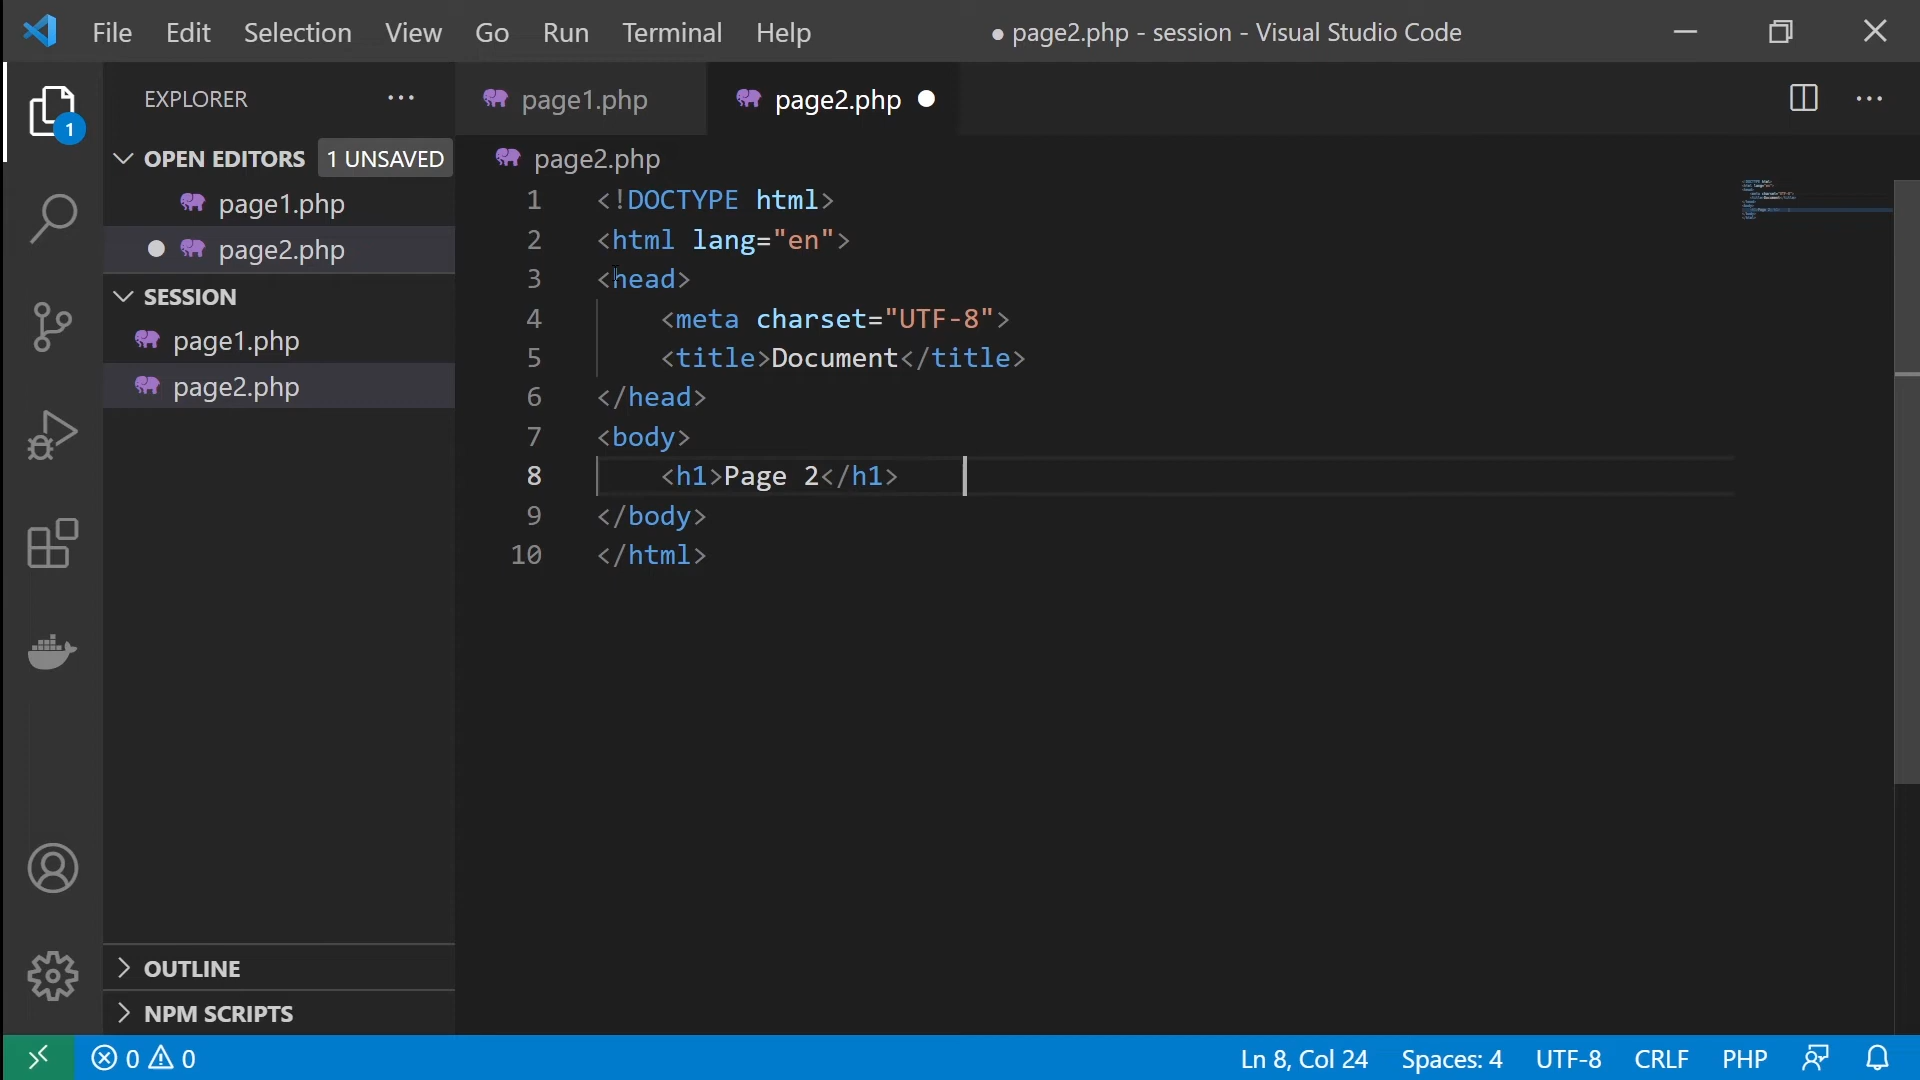 File Edit Selection View Go Run Terminal Help ● page2.php - session - Visual Studio Code
EXPLORER ···
page1.php page2.php ●
OPEN EDITORS 1 UNSAVED
page1.php
page2.php
SESSION
page1.php
page2.php
OUTLINE
NPM SCRIPTS
1
page2.php
1 <!DOCTYPE html>
2 <html lang="en">
3 <head>
4 <meta charset="UTF-8">
5 <title>Document</title>
6 </head>
7 <body>
8 <h1>Page 2</h1>
9 </body>
10 </html>
0 0 Ln 8, Col 24 Spaces: 4 UTF-8 CRLF PHP